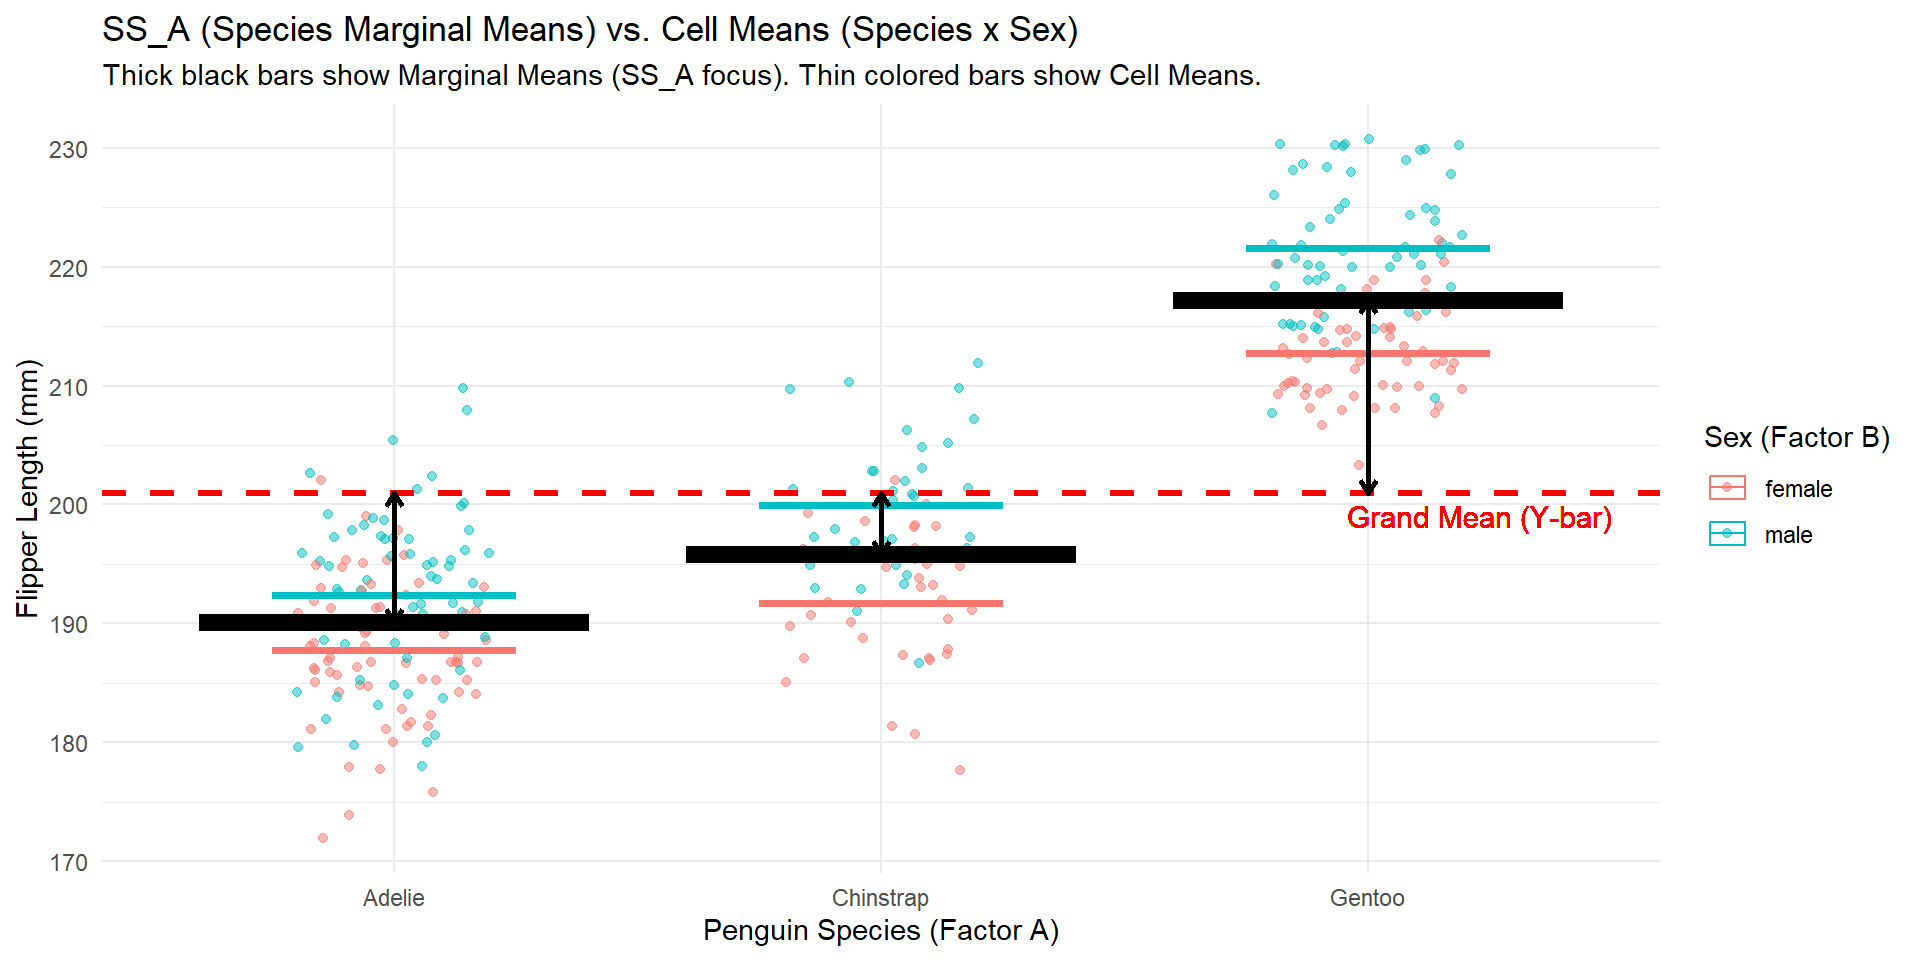 SS_A (Species Marginal Means) vs. Cell Means (Species x Sex)
Thick black bars show Marginal Means (SS_A focus). Thin colored bars show Cell Means.
Flipper Length (mm)
230
220
210
200
190
180
170
Grand Mean (Y-bar)
Adelie
Chinstrap
Gentoo
Penguin Species (Factor A)
Sex (Factor B)
female
male